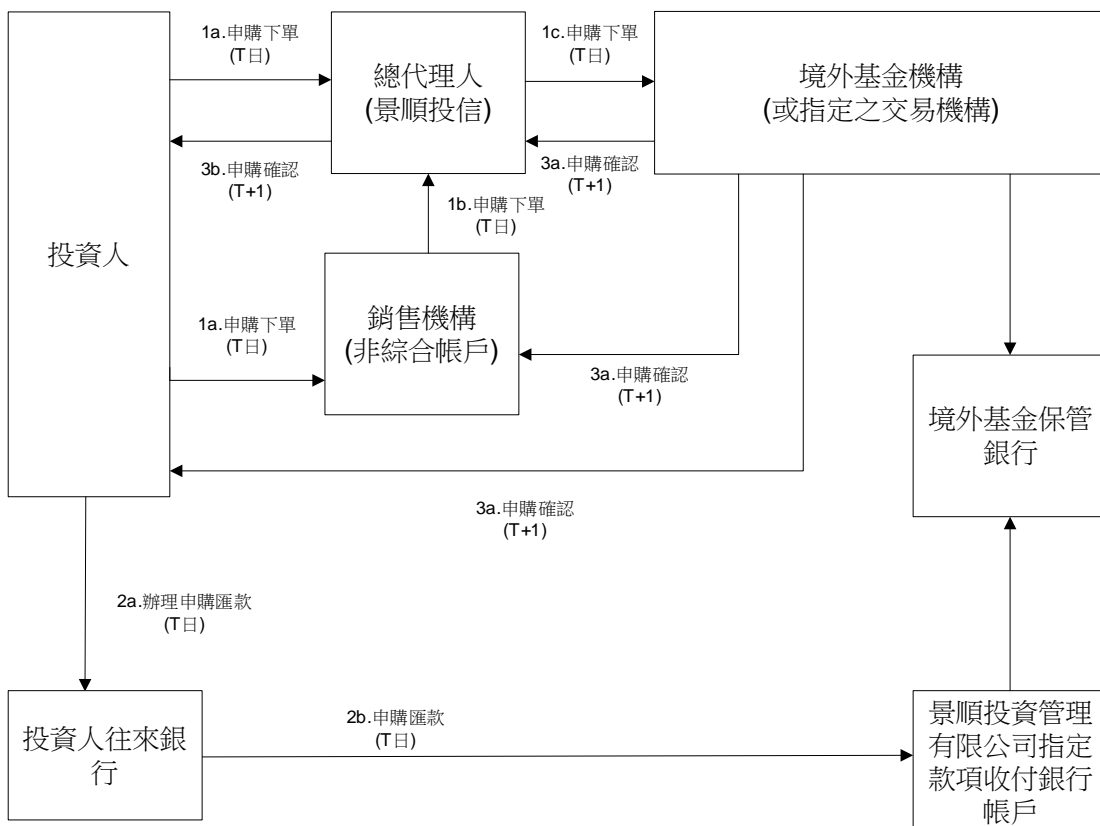 1a.申購下單
(T日)
1c.申購下單
(T日)
總代理人
(景順投信)
境外基金機構
(或指定之交易機構)
3b.申購確認
(T+1)
3a.申購確認
(T+1)
1b.申購下單
(T日)
投資人
銷售機構
(非綜合帳戶)
1a.申購下單
(T日)
3a.申購確認
(T+1)
境外基金保管
銀行
3a.申購確認
(T+1)
2a.辦理申購匯款
(T日)
投資人往來銀
行
2b.申購匯款
(T日)
景順投資管理
有限公司指定
款項收付銀行
帳戶